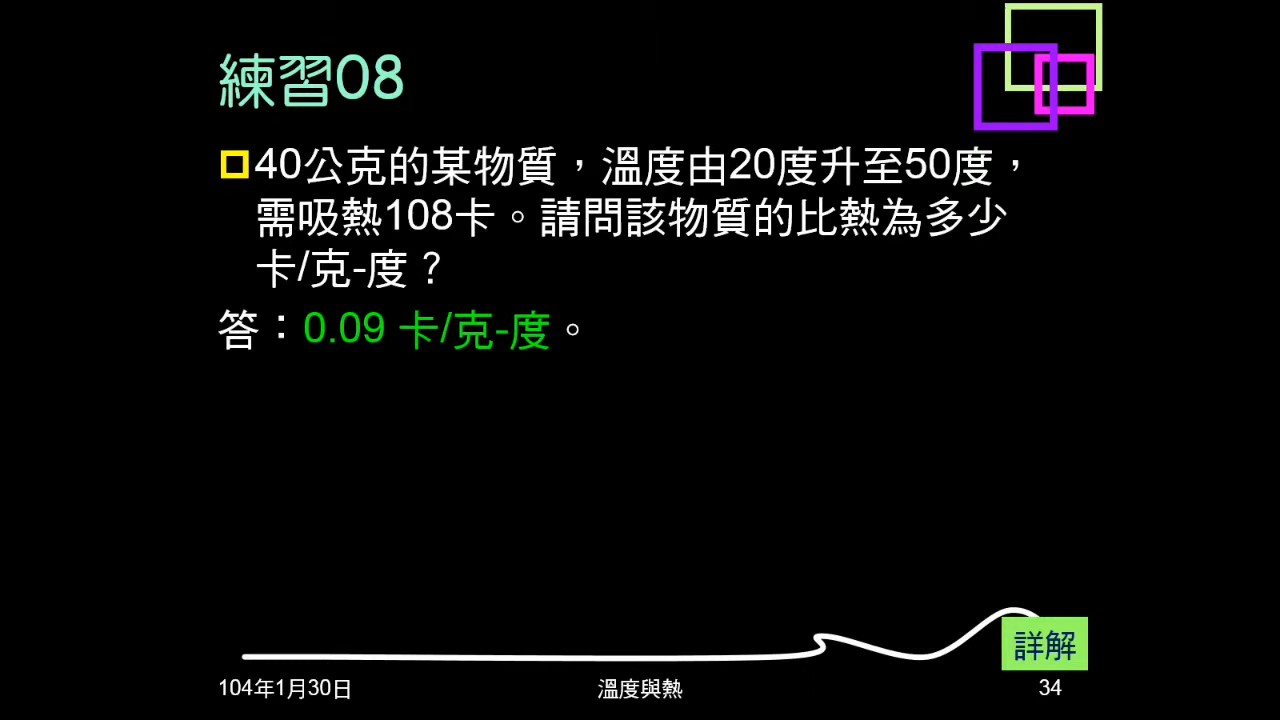 練習08
40公克的某物質，溫度由20度升至50度，
需吸熱108卡。請問該物質的比熱為多少
卡/克-度？
答：0.09 卡/克-度。
詳解
104年1月30日
溫度與熱
34